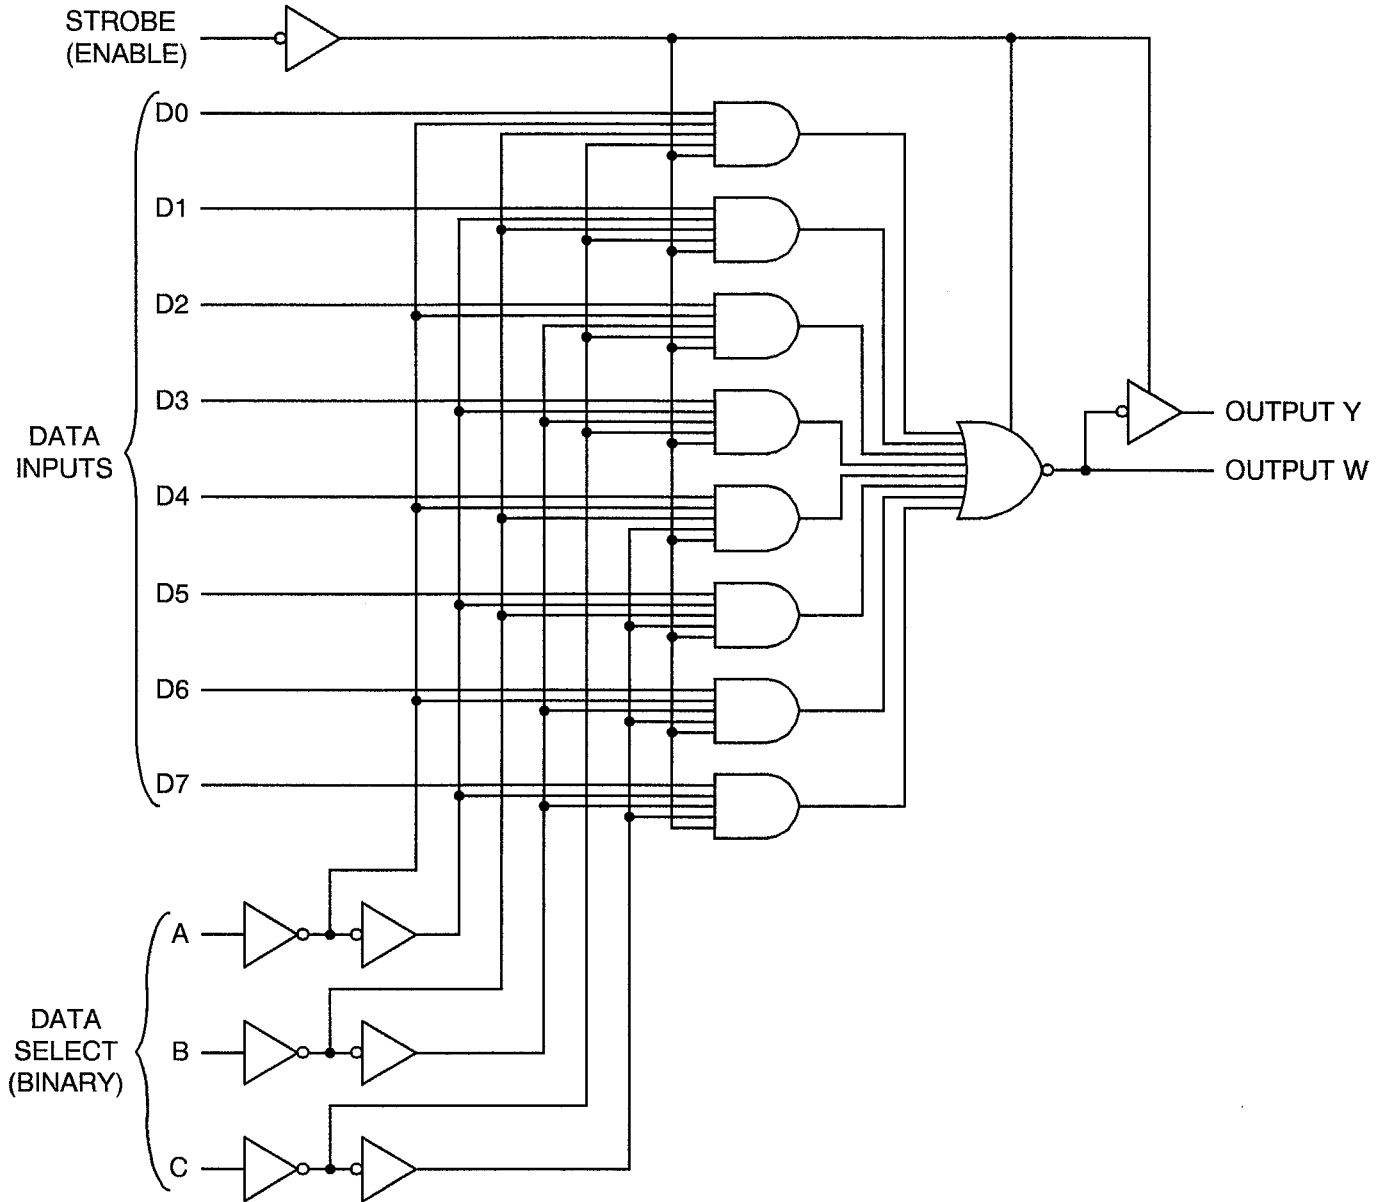 STROBE
(ENABLE)
D0
D1
D2
D3
DATA
INPUTS
D4
D5
D6
D7
OUTPUT Y
OUTPUT W
A
DATA
SELECT
(BINARY)
B
C